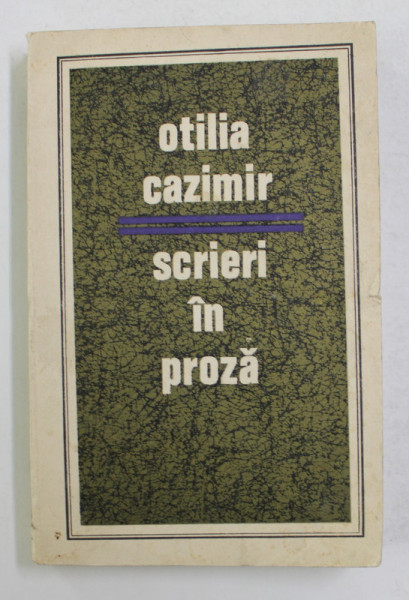 otilia
cazimir
scrieri
în
proză